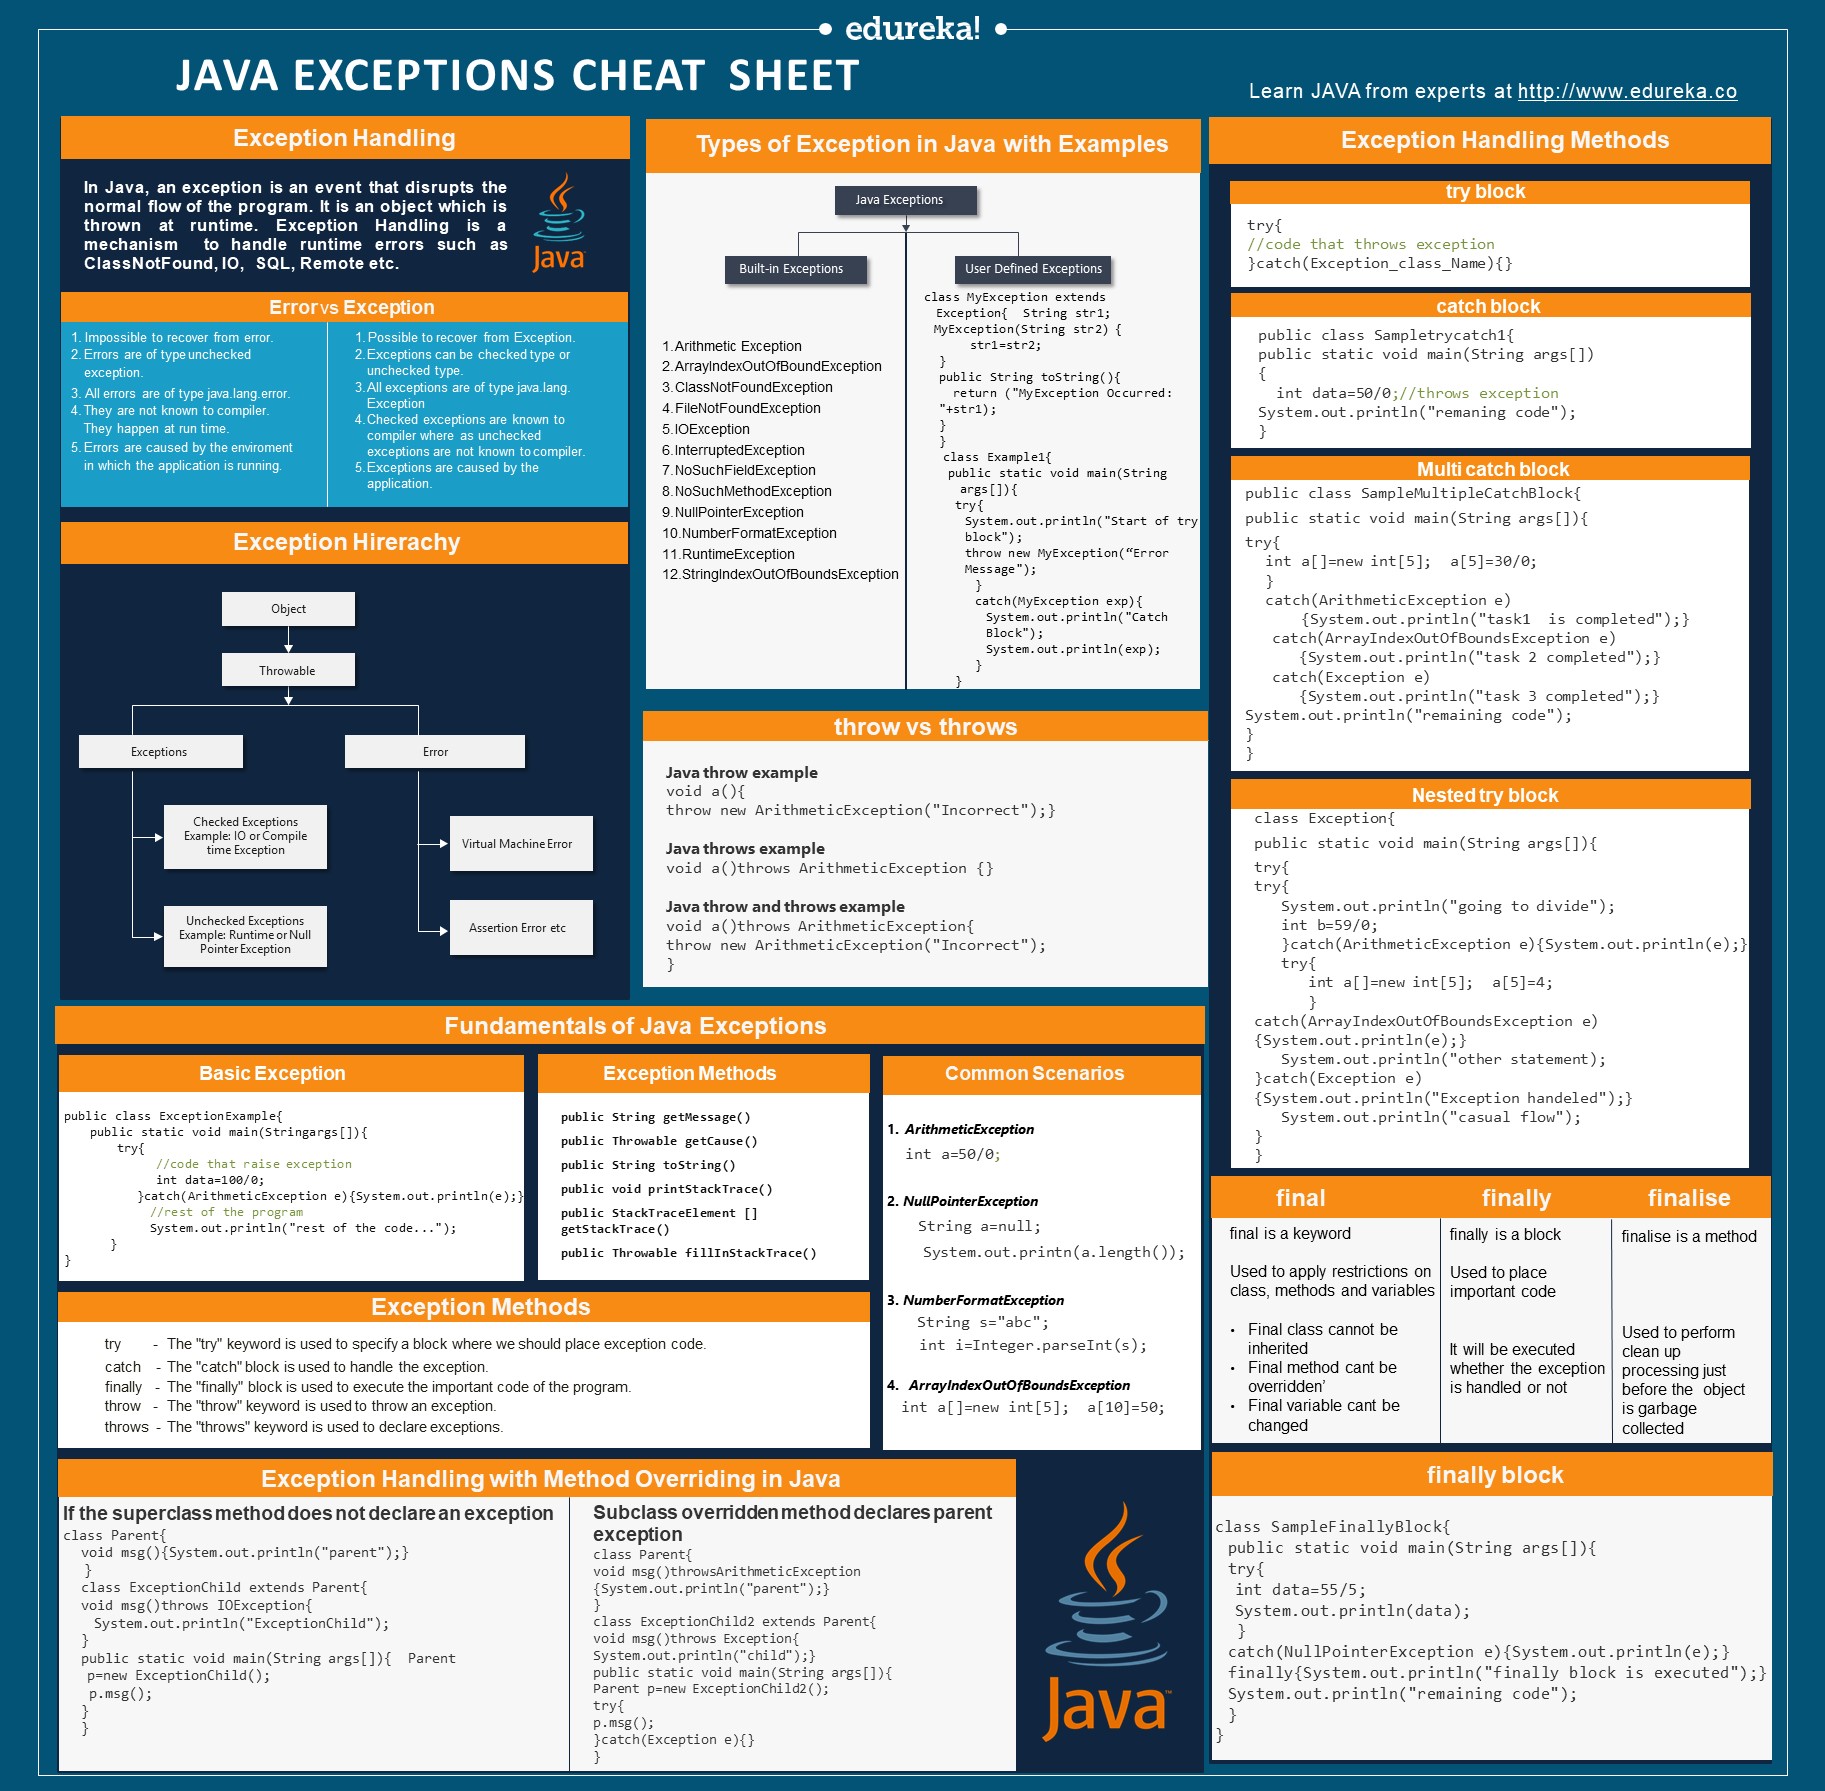 edureka!
JAVA EXCEPTIONS CHEAT SHEET
Learn JAVA from experts at http://www.edureka.co
Exception Handling
In Java, an exception is an event that disrupts the
normal flow of the program. It is an object which is
thrown at runtime. Exception Handling is a
mechanism to handle runtime errors such as
ClassNotFound, IO, SQL, Remote etc.
Java
Error vs Exception
1. Impossible to recover from error.
2. Errors are of type unchecked
exception.
3. All errors are of type java.lang.error.
4. They are not known to compiler.
They happen at run time.
5. Errors are caused by the enviroment
in which the application is running.
1. Possible to recover from Exception.
2. Exceptions can be checked type or
unchecked type.
3. All exceptions are of type java.lang.
Exception
4. Checked exceptions are known to
compiler where as unchecked
exceptions are not known to compiler.
5. Exceptions are caused by the
application.
Exception Hirerachy
Object
Throwable
Exceptions
Error
Checked Exceptions
Example: IO or Compile
time Exception
Virtual Machine Error
Unchecked Exceptions
Example: Runtime or Null
Pointer Exception
Assertion Error etc
Types of Exception in Java with Examples
Java Exceptions
Built-in Exceptions
User Defined Exceptions
1. Arithmetic Exception
2. ArrayIndexOutOfBoundException
3. ClassNotFoundException
4. FileNotFoundException
5. IOException
6. InterruptedException
7. NoSuchFieldException
8. NoSuchMethodException
9. NullPointerException
10. NumberFormatException
11. RuntimeException
12. StringIndexOutOfBoundsException
class MyException extends
Exception{ String str1;
MyException(String str2) {
str1=str2;
}
public String toString(){
return ("MyException Occurred:
"+str1);
}
}
class Example1{
public static void main(String
args[]){
try{
System.out.println("Start of try
block");
throw new MyException(“Error
Message");
}
catch(MyException exp){
System.out.println("Catch
Block");
System.out.println(exp);
}
}
throw vs throws
Java throw example
void a(){
throw new ArithmeticException("Incorrect");}
Java throws example
void a()throws ArithmeticException {}
Java throw and throws example
void a()throws ArithmeticException{
throw new ArithmeticException("Incorrect");
}
Exception Handling Methods
try block
try{
//code that throws exception
}catch(Exception_class_Name){}
catch block
public class Sampletrycatch1{
public static void main(String args[])
{
int data=50/0;//throws exception
System.out.println("remaning code");
}
Multi catch block
public class SampleMultipleCatchBlock{
public static void main(String args[]){
try{
int a[]=new int[5]; a[5]=30/0;
}
catch(ArithmeticException e)
{System.out.println("task1 is completed");}
catch(ArrayIndexOutOfBoundsException e)
{System.out.println("task 2 completed");}
catch(Exception e)
{System.out.println("task 3 completed");}
System.out.println("remaining code");
}
}
Nested try block
class Exception{
public static void main(String args[]){
try{
try{
System.out.println("going to divide");
int b=59/0;
}catch(ArithmeticException e){System.out.println(e);}
try{
int a[]=new int[5]; a[5]=4;
}
catch(ArrayIndexOutOfBoundsException e)
{System.out.println(e);}
System.out.println("other statement);
}catch(Exception e)
{System.out.println("Exception handeled");}
System.out.println("casual flow");
}
}
Fundamentals of Java Exceptions
Basic Exception
public class ExceptionExample{
public static void main(Stringargs[]){
try{
//code that raise exception
int data=100/0;
}catch(ArithmeticException e){System.out.println(e);}
//rest of the program
System.out.println("rest of the code...");
}
}
Exception Methods
public String getMessage()
public Throwable getCause()
public String toString()
public void printStackTrace()
public StackTraceElement []
getStackTrace()
public Throwable fillInStackTrace()
Common Scenarios
1. ArithmeticException
int a=50/0;
2. NullPointerException
String a=null;
System.out.printn(a.length());
3. NumberFormatException
String s="abc";
int i=Integer.parseInt(s);
4. ArrayIndexOutOfBoundsException
int a[]=new int[5]; a[10]=50;
Exception Methods
try - The "try" keyword is used to specify a block where we should place exception code.
catch - The "catch" block is used to handle the exception.
finally - The "finally" block is used to execute the important code of the program.
throw - The "throw" keyword is used to throw an exception.
throws - The "throws" keyword is used to declare exceptions.
final
final is a keyword
Used to apply restrictions on
class, methods and variables
• Final class cannot be
inherited
• Final method cant be
overridden’
• Final variable cant be
changed
finally
finally is a block
Used to place
important code
It will be executed
whether the exception
is handled or not
finalise
finalise is a method
Used to perform
clean up
processing just
before the object
is garbage
collected
Exception Handling with Method Overriding in Java
If the superclass method does not declare an exception
class Parent{
void msg(){System.out.println("parent");}
}
class ExceptionChild extends Parent{
void msg()throws IOException{
System.out.println("ExceptionChild");
}
public static void main(String args[]){ Parent
p=new ExceptionChild();
p.msg();
}
}
Subclass overridden method declares parent
exception
class Parent{
void msg()throwsArithmeticException
{System.out.println("parent");}
}
class ExceptionChild2 extends Parent{
void msg()throws Exception{
System.out.println("child");}
public static void main(String args[]){
Parent p=new ExceptionChild2();
try{
p.msg();
}catch(Exception e){}
}
Java™
finally block
class SampleFinallyBlock{
public static void main(String args[]){
try{
int data=55/5;
System.out.println(data);
}
catch(NullPointerException e){System.out.println(e);}
finally{System.out.println("finally block is executed");}
System.out.println("remaining code");
}
}